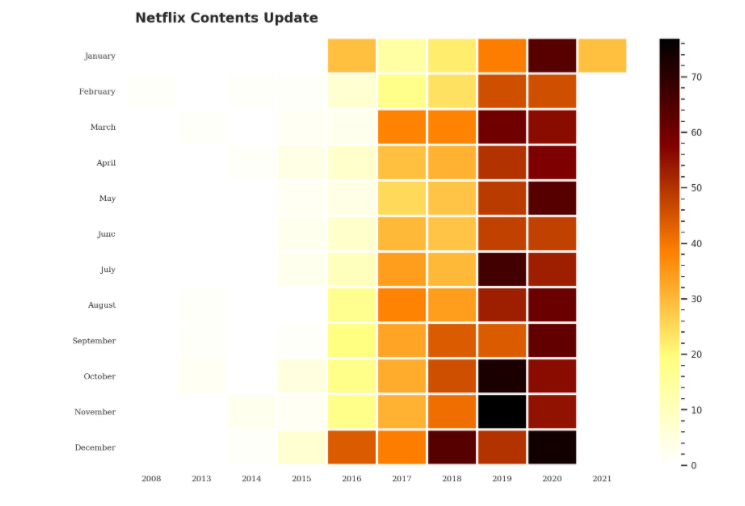 Netflix Contents Update
January
February
March
April
May
June
July
August
September
October
November
December
2008 2013 2014 2015 2016 2017 2018 2019 2020 2021
70
60
50
40
30
20
10
0